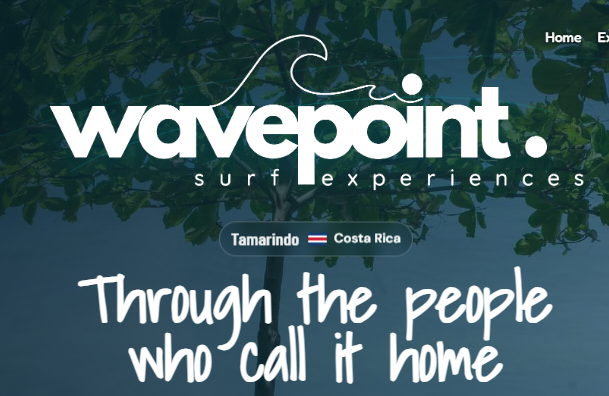 Home
wavepoint.
surf experiences
Tamarindo Costa Rica
Through the people
who call it home